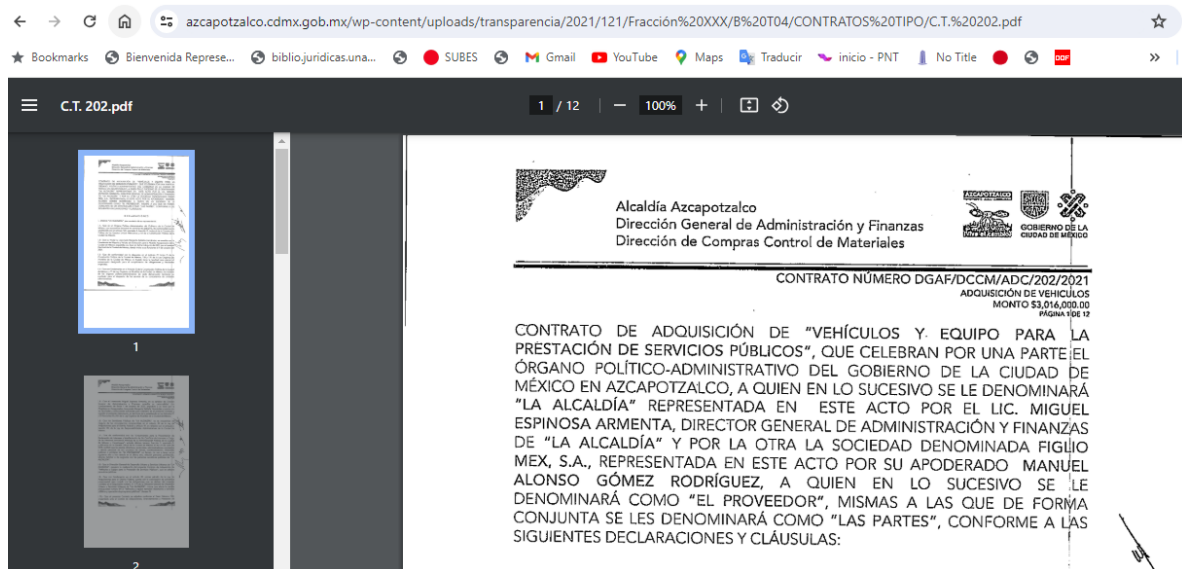 azcapotzalco.cdmx.gob.mx/wp-content/uploads/transparencia/2021/121/Fracción%20XXX/B%20T04/CONTRATOS%20TIPO/C.T.%20202.pdf
Bookmarks Bienvenida Represe... biblio.juridicas.una... SUBES Gmail YouTube Maps Traducir inicio - PNT No Title DOF »
C.T. 202.pdf 1 / 12 — 100% +
1
2
AZCAPOTZALCO
Alcaldía Azcapotzalco
Dirección General de Administración y Finanzas
Dirección de Compras Control de Materiales
GOBIERNO DE LA
CIUDAD DE MÉXICO
CONTRATO NÚMERO DGAF/DCCM/ADC/202/2021
ADQUISICIÓN DE VEHICULOS
MONTO $3,016,000.00
PÁGINA 1 DE 12
CONTRATO DE ADQUISICIÓN DE "VEHÍCULOS Y EQUIPO PARA LA
PRESTACIÓN DE SERVICIOS PÚBLICOS", QUE CELEBRAN POR UNA PARTE EL
ÓRGANO POLÍTICO-ADMINISTRATIVO DEL GOBIERNO DE LA CIUDAD DE
MÉXICO EN AZCAPOTZALCO, A QUIEN EN LO SUCESIVO SE LE DENOMINARÁ
"LA ALCALDÍA" REPRESENTADA EN ESTE ACTO POR EL LIC. MIGUEL
ESPINOSA ARMENTA, DIRECTOR GENERAL DE ADMINISTRACIÓN Y FINANZAS
DE "LA ALCALDÍA" Y POR LA OTRA LA SOCIEDAD DENOMINADA FIGLIO
MEX, S.A., REPRESENTADA EN ESTE ACTO POR SU APODERADO MANUEL
ALONSO GÓMEZ RODRÍGUEZ, A QUIEN EN LO SUCESIVO SE LE
DENOMINARÁ COMO "EL PROVEEDOR", MISMAS A LAS QUE DE FORMA
CONJUNTA SE LES DENOMINARÁ COMO "LAS PARTES", CONFORME A LAS
SIGUIENTES DECLARACIONES Y CLÁUSULAS: